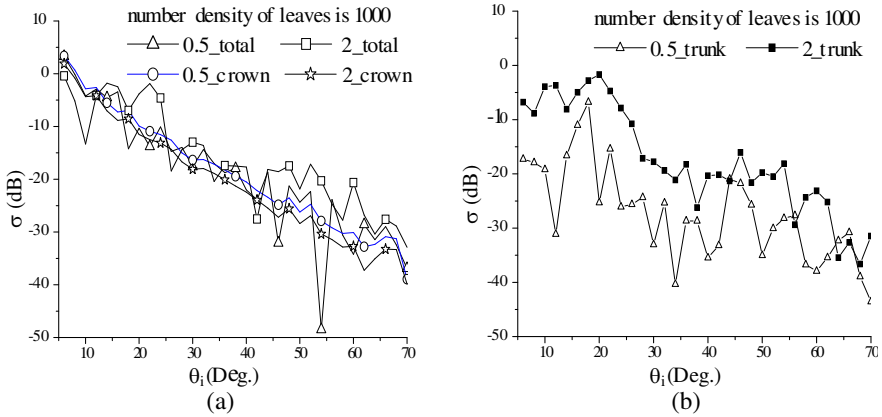 number density of leaves is 1000
0.5_total
2_total
0.5_crown
2_crown
10
0
-10
-20
-30
-40
-50
σ (dB)
10
20
30
40
50
60
70
θi(Deg.)
(a)
number density of leaves is 1000
0.5_trunk
2_trunk
10
0
-10
-20
-30
-40
-50
σ (dB)
10
20
30
40
50
60
70
θi(Deg.)
(b)